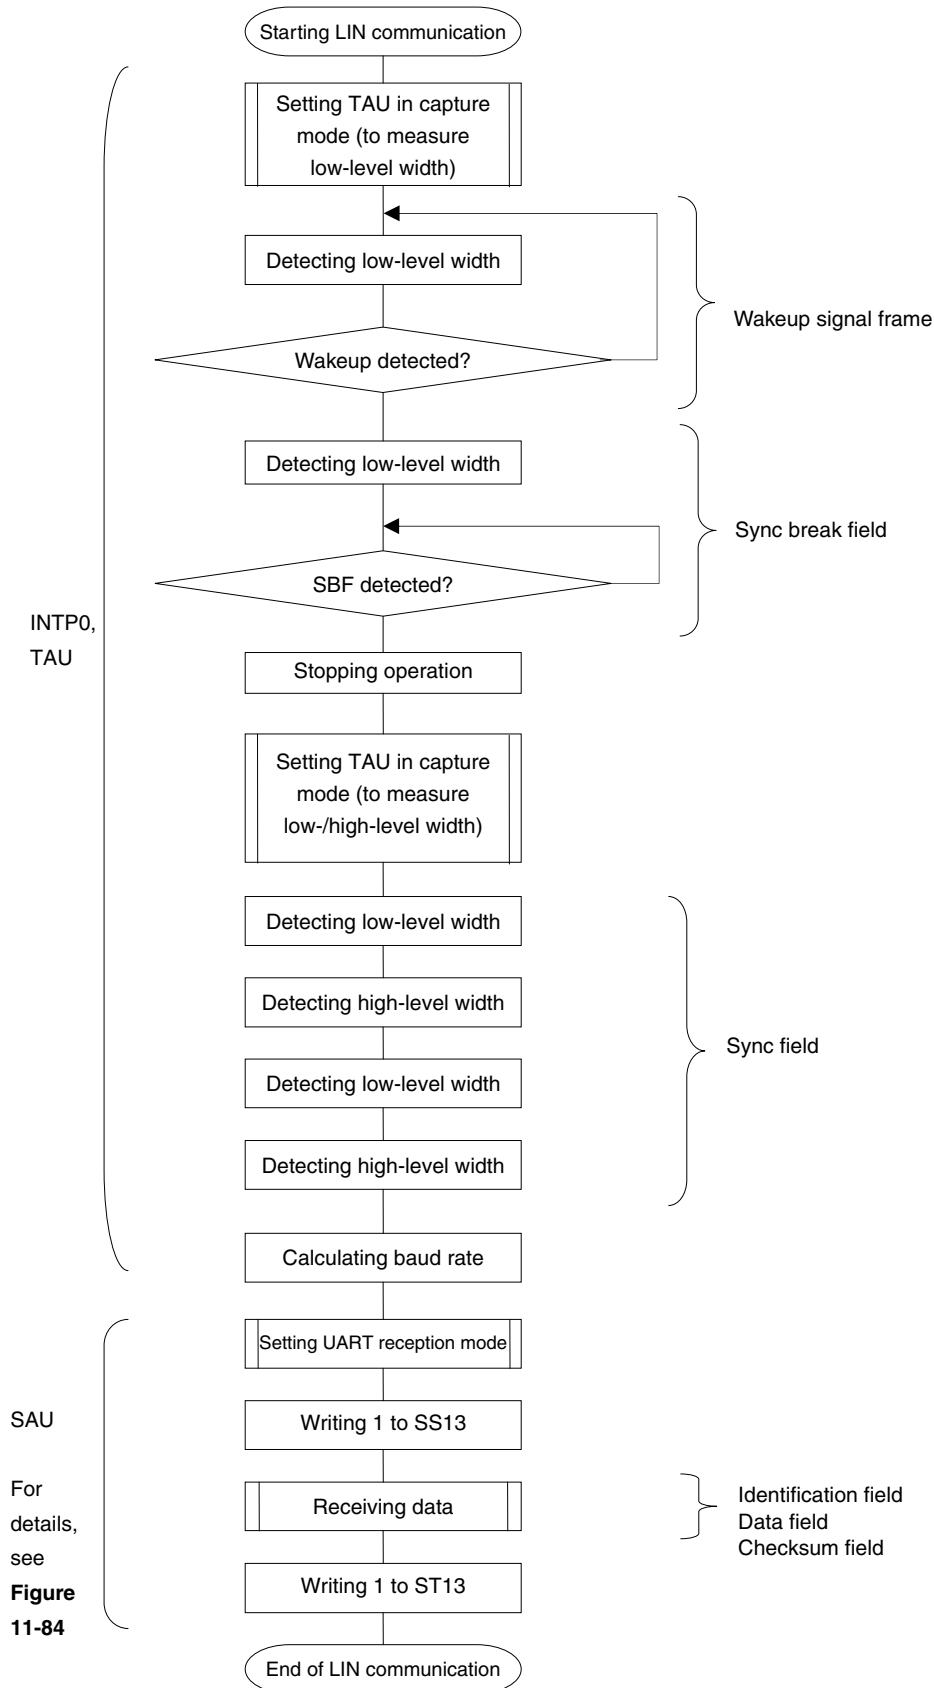 Starting LIN communication
Setting TAU in capture
mode (to measure
low-level width)
Detecting low-level width
Wakeup signal frame
Wakeup detected?
Detecting low-level width
Sync break field
SBF detected?
INTP0,
TAU
Stopping operation
Setting TAU in capture
mode (to measure
low-/high-level width)
Detecting low-level width
Detecting high-level width
Sync field
Detecting low-level width
Detecting high-level width
Calculating baud rate
Setting UART reception mode
SAU
Writing 1 to SS13
For
details,
see
Figure
11-84
Receiving data
Identification field
Data field
Checksum field
Writing 1 to ST13
End of LIN communication